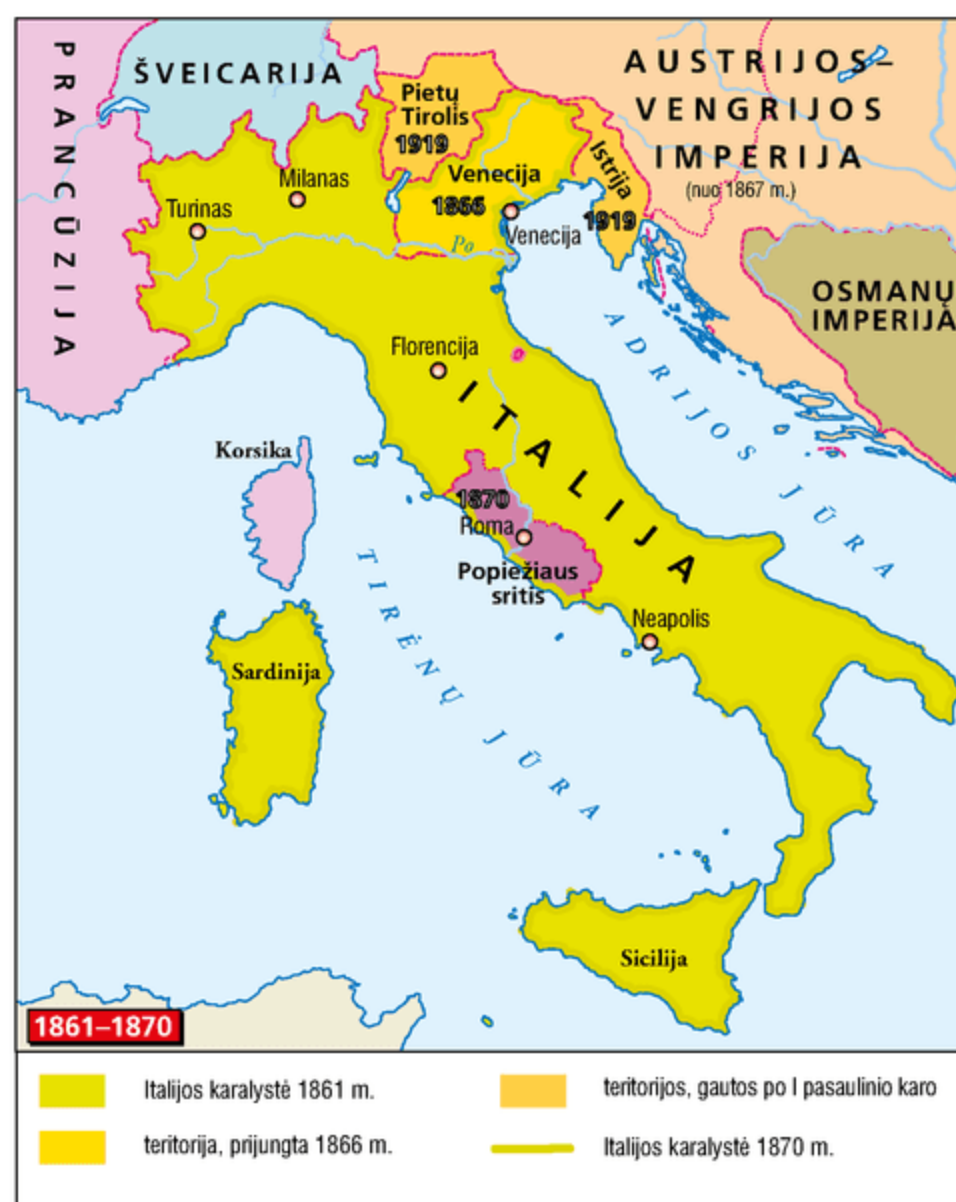 PRANCŪZIJA
ŠVEICARIJA
AUSTRIJOS–
VENGRIJOS
IMPERIJA
(nuo 1867 m.)
Pietų
Tirolis
1919
Venecija
1866
Istrija
1919
Milanas
Turinas
Venecija
Po
OSMANŲ
IMPERIJA
Florencija
ITALIJA
ADRIJOS JŪRA
Korsika
1870
Roma
Popiežiaus
sritis
TIRĖNŲ JŪRA
Neapolis
Sardinija
Sicilija
1861–1870
Italijos karalystė 1861 m.
teritorija, prijungta 1866 m.
teritorijos, gautos po I pasaulinio karo
Italijos karalystė 1870 m.